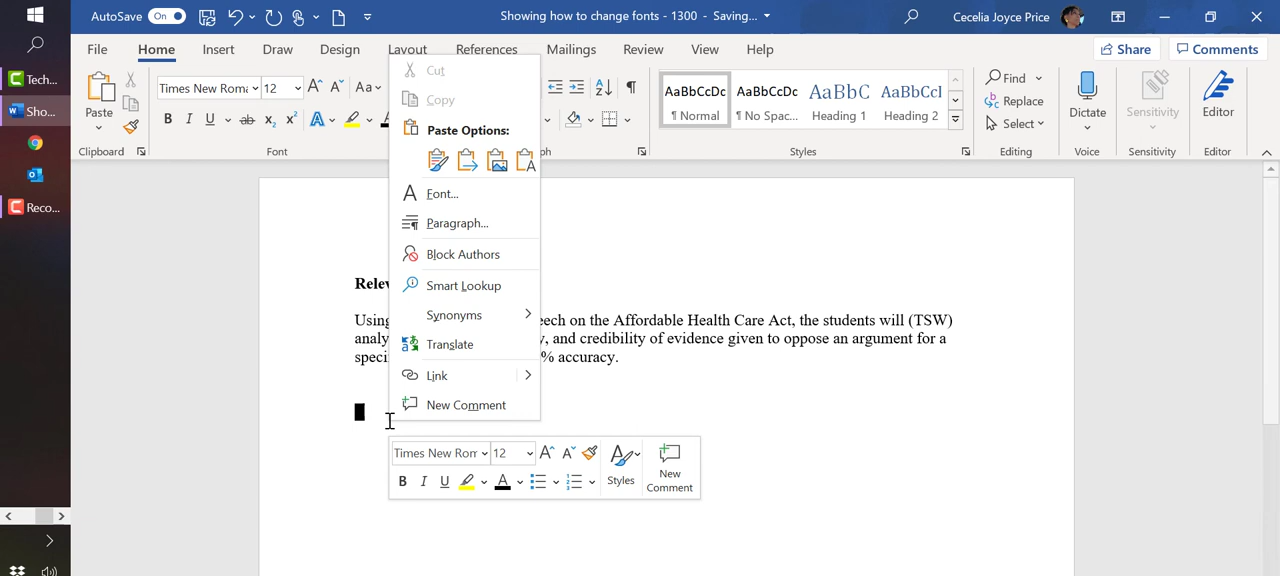 AutoSave On Showing how to change fonts - 1300 - Saving... Cecelia Joyce Price
File Home Insert Draw Design Layout References Mailings Review View Help Share Comments
Tech...
Sho...
Reco...
Paste
Clipboard
Times New Roma 12 Aa
B I U ab x₂ x² A
Font
AaBbCcDc AaBbCcDc AaBbC AaBbCcI
¶ Normal ¶ No Spac... Heading 1 Heading 2
Styles
Find
Replace
Select
Editing
Dictate
Voice
Sensitivity
Sensitivity
Editor
Editor
Cut
Copy
Paste Options:
Font...
Paragraph...
Block Authors
Smart Lookup
Synonyms
Translate
Link
New Comment
Using eech on the Affordable Health Care Act, the students will (TSW)
analy y, and credibility of evidence given to oppose an argument for a
speci % accuracy.
Times New Rom 12 A A
B I U A
Styles
New
Comment